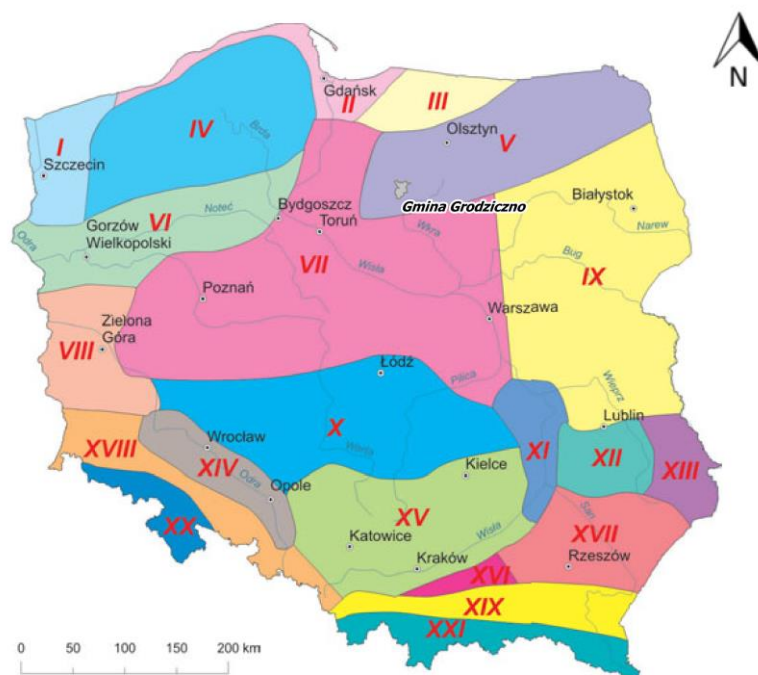 N
Gdańsk
II
III
I
IV
Brda
Olsztyn
V
Szczecin
Gmina Grodziczno
Białystok
Narew
Bydgoszcz
Toruń
Wkra
Noteć
VI
Gorzów
Wielkopolski
Odra
VII
Wisła
Bug
IX
Poznań
Warszawa
Zielona
Góra
VIII
Łódź
Pilica
Wieprz
Lublin
X
XI
XII
XIII
Wrocław
XVIII
XIV
Odra
Warta
Kielce
Opole
XX
XV
Wisła
San
XVII
Katowice
Kraków
XVI
Rzeszów
XIX
XXI
0 50 100 150 200 km